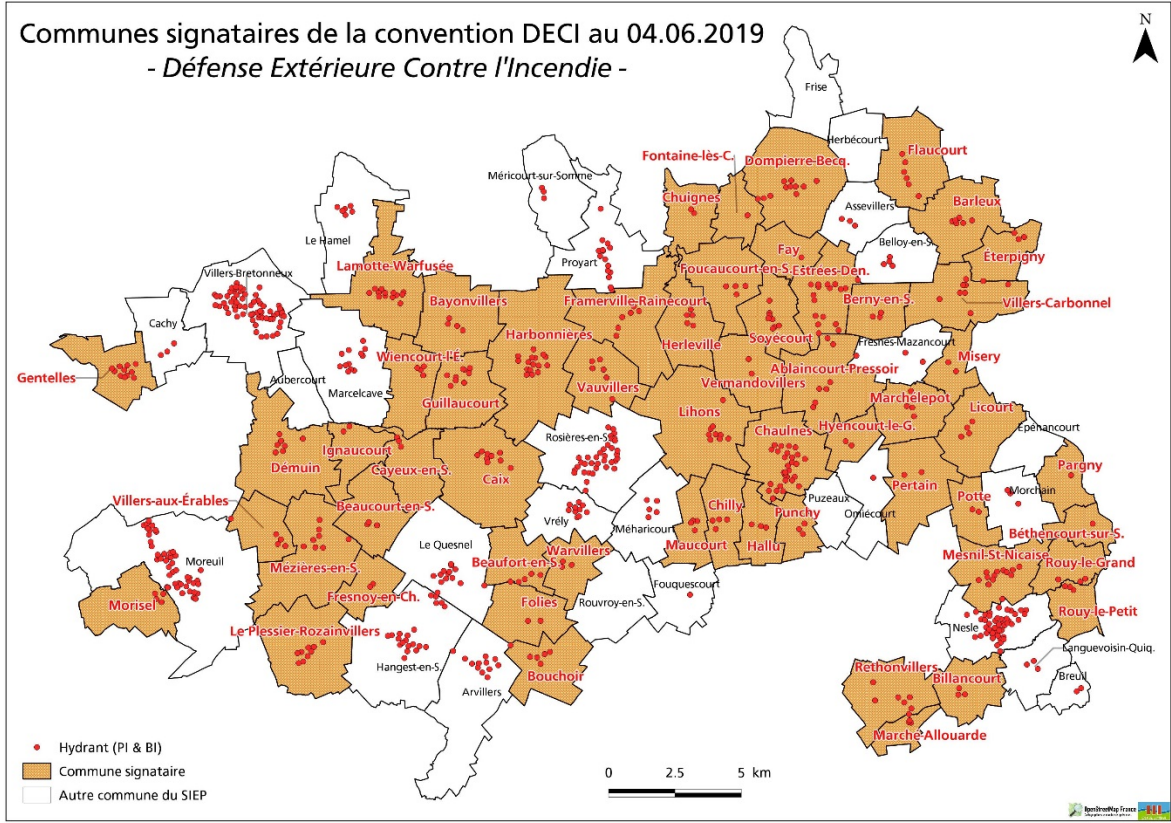 Communes signataires de la convention DECI au 04.06.2019
- Défense Extérieure Contre l'Incendie -
N
Frise
Herbécourt
Flaucourt
Fontaine-lès-C.
Dompierre-Becq.
Méricourt-sur-Somme
Chuignes
Assevillers
Barleux
Le Hamel
Belloy-en-S.
Fay
Éterpigny
Proyart
Lamotte-Warfusée
Villers-Bretonneux
Foucaucourt-en-S.
Estrées-Den.
Bayonvillers
Framerville-Rainecourt
Berny-en-S.
Villers-Carbonnel
Cachy
Harbonnières
Soyécourt
Fresnes-Mazancourt
Herleville
Wiencourt-l'É.
Misery
Ablaincourt-Pressoir
Gentelles
Aubercourt
Marcelcave
Vauvillers
Vermandovillers
Guillaucourt
Marchélepot
Licourt
Lihons
Hyencourt-le-G.
Chaulnes
Épénancourt
Rosières-en-S.
Ignaucourt
Démuin
Cayeux-en-S.
Caix
Pargny
Pertain
Morchain
Villers-aux-Érables
Potte
Puzeaux
Beaucourt-en-S.
Chilly
Punchy
Omiécourt
Vrély
Méharicourt
Béthencourt-sur-S.
Le Quesnel
Maucourt
Hallu
Warvillers
Mesnil-St-Nicaise
Moreuil
Beaufort-en-S.
Rouy-le-Grand
Mézières-en-S.
Fouquescourt
Fresnoy-en-Ch.
Morisel
Folies
Rouvroy-en-S.
Rouy-le-Petit
Nesle
Le-Plessier-Rozainvillers
Languevoisin-Quiq.
Hangest-en-S.
Rethonvillers
Bouchoir
Billancourt
Breuil
Arvillers
Marche-Allouarde
Hydrant (PI & BI)
Commune signataire
Autre commune du SIEP
0 2.5 5 km
OpenStreetMap France